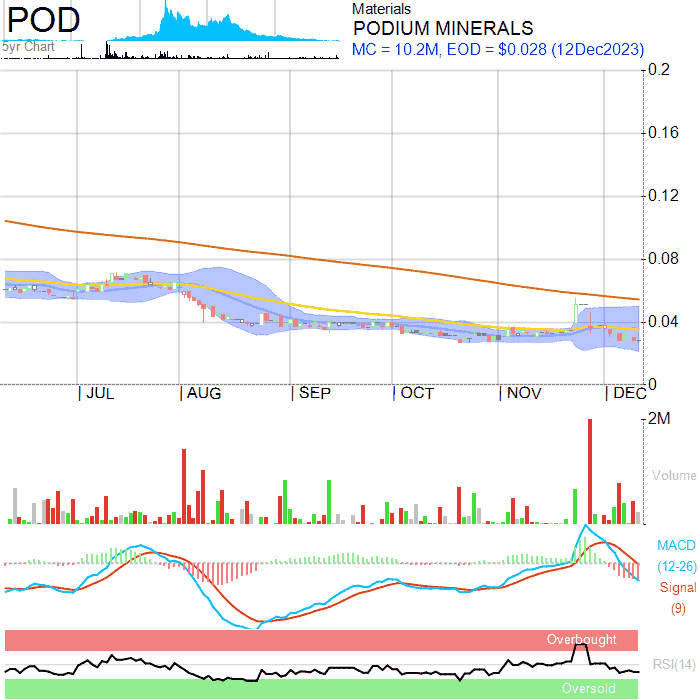 POD
5yr Chart
Materials
PODIUM MINERALS
MC = 10.2M, EOD = $0.028 (12Dec2023)
0.2
0.16
0.12
0.08
0.04
0
| JUL | AUG | SEP | OCT | NOV | DEC
2M
Volume
MACD
(12-26)
Signal
(9)
Overbought
RSI(14)
Oversold